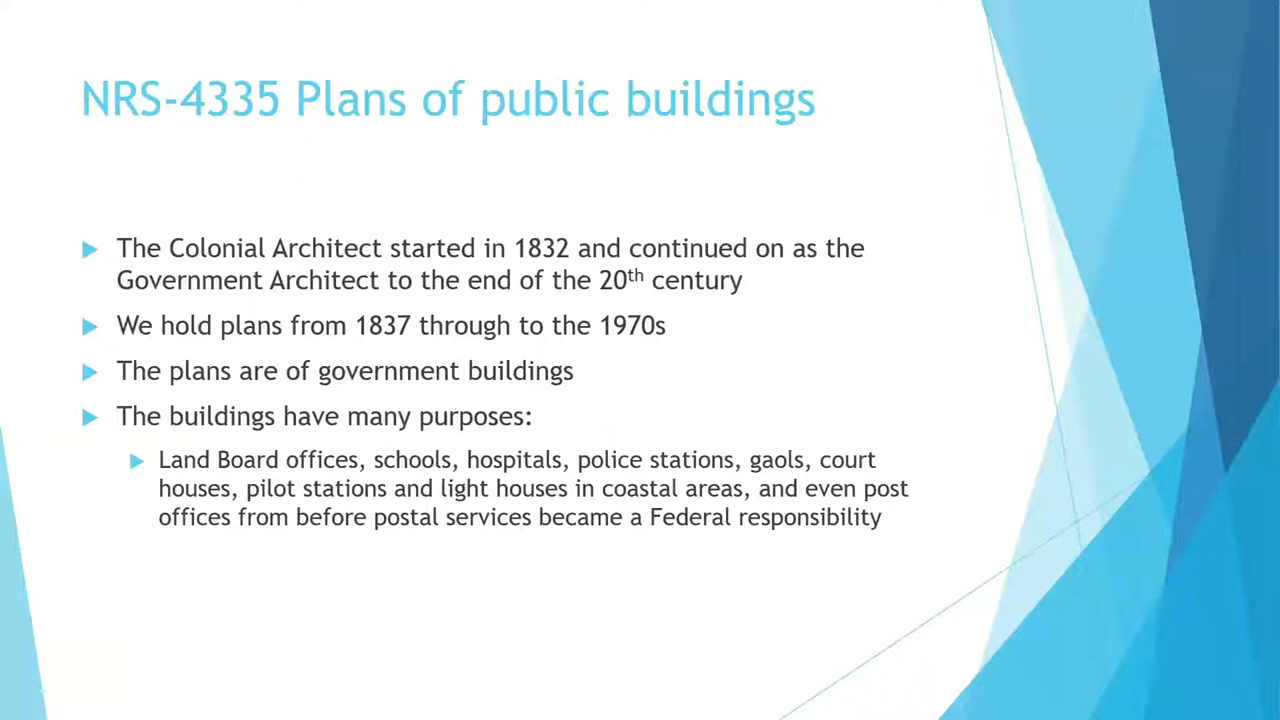 NRS-4335 Plans of public buildings
The Colonial Architect started in 1832 and continued on as the
Government Architect to the end of the 20th century
We hold plans from 1837 through to the 1970s
The plans are of government buildings
The buildings have many purposes:
Land Board offices, schools, hospitals, police stations, gaols, court
houses, pilot stations and light houses in coastal areas, and even post
offices from before postal services became a Federal responsibility